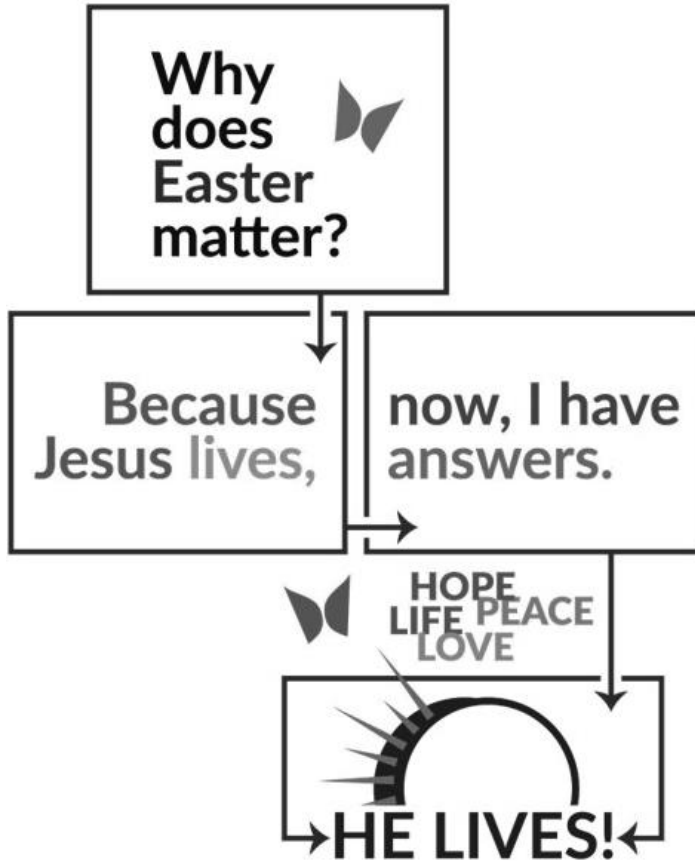 Why
does
Easter
matter?
Because
Jesus lives,
now, I have
answers.
HOPE
LIFE PEACE
LOVE
HE LIVES!